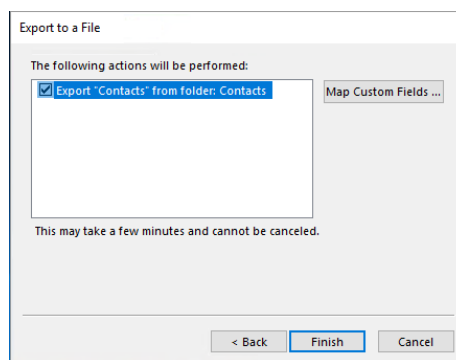 Export to a File
The following actions will be performed:
Export "Contacts" from folder: Contacts
Map Custom Fields ...
This may take a few minutes and cannot be canceled.
< Back
Finish
Cancel